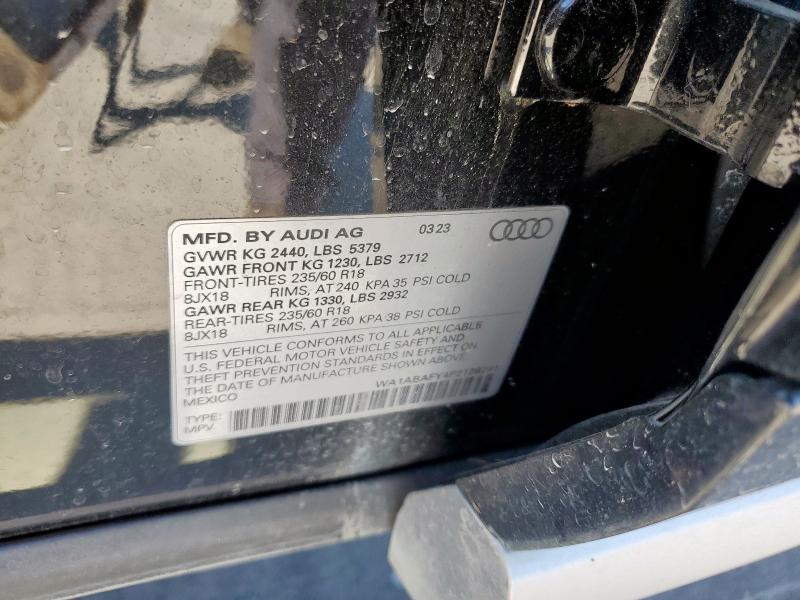 MFD. BY AUDI AG 03 23
GVWR KG 2440, LBS 5379
GAWR FRONT KG 1230, LBS 2712
FRONT-TIRES 235/60 R18
8JX18 RIMS, AT 240 KPA 35 PSI COLD
GAWR REAR KG 1330, LBS 2932
REAR-TIRES 235/60 R18
8JX18 RIMS, AT 260 KPA 38 PSI COLD
THIS VEHICLE CONFORMS TO ALL APPLICABLE
U.S. FEDERAL MOTOR VEHICLE SAFETY AND
THEFT PREVENTION STANDARDS IN EFFECT ON
THE DATE OF MANUFACTURE SHOWN ABOVE.
MEXICO
TYPE:
MPV